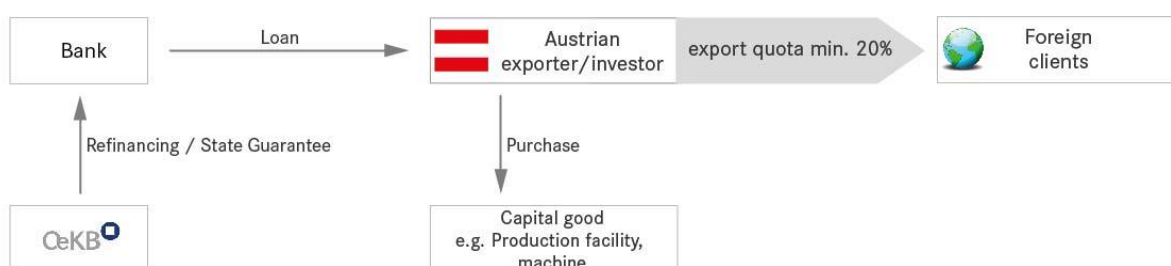 Bank
Loan
Austrian
exporter/investor
export quota min. 20%
Foreign
clients
Refinancing / State Guarantee
Purchase
OeKB
Capital good
e.g. Production facility,
machine